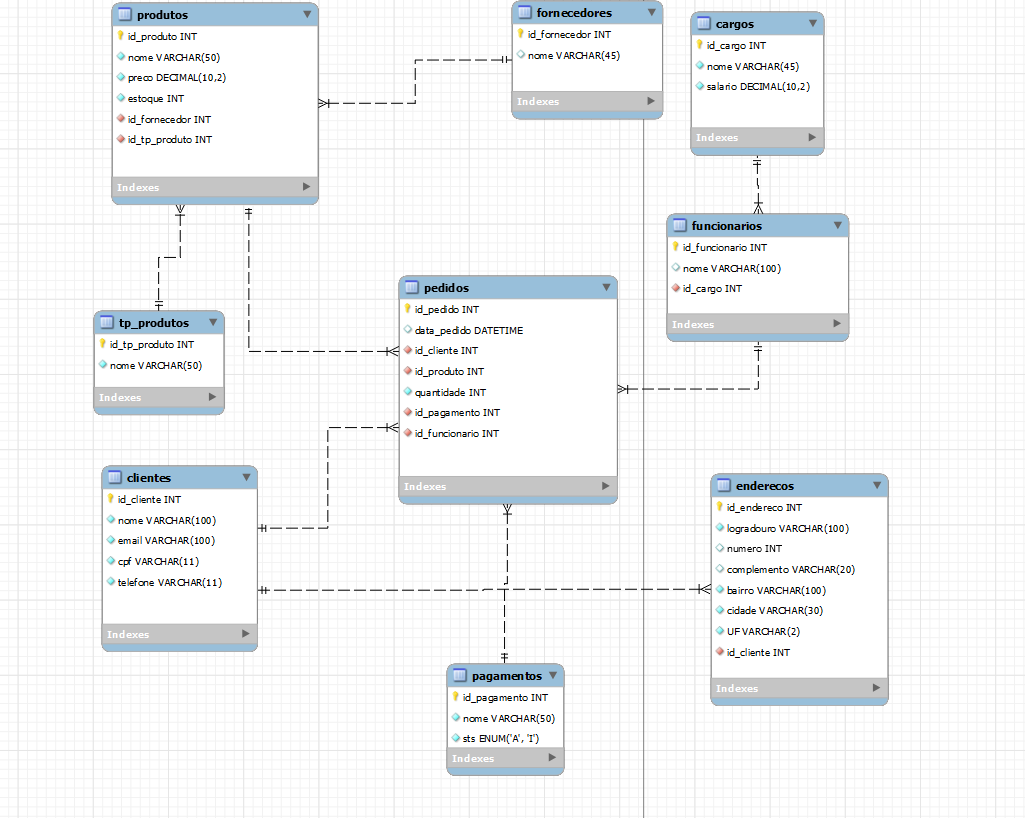 produtos
id_produto INT
nome VARCHAR(50)
preco DECIMAL(10,2)
estoque INT
id_fornecedor INT
id_tp_produto INT
Indexes
fornecedores
id_fornecedor INT
nome VARCHAR(45)
Indexes
cargos
id_cargo INT
nome VARCHAR(45)
salario DECIMAL(10,2)
Indexes
funcionarios
id_funcionario INT
nome VARCHAR(100)
id_cargo INT
Indexes
tp_produtos
id_tp_produto INT
nome VARCHAR(50)
Indexes
pedidos
id_pedido INT
data_pedido DATETIME
id_cliente INT
id_produto INT
quantidade INT
id_pagamento INT
id_funcionario INT
Indexes
clientes
id_cliente INT
nome VARCHAR(100)
email VARCHAR(100)
cpf VARCHAR(11)
telefone VARCHAR(11)
Indexes
enderecos
id_endereco INT
logradouro VARCHAR(100)
numero INT
complemento VARCHAR(20)
bairro VARCHAR(100)
cidade VARCHAR(30)
UF VARCHAR(2)
id_cliente INT
Indexes
pagamentos
id_pagamento INT
nome VARCHAR(50)
sts ENUM('A', 'I')
Indexes